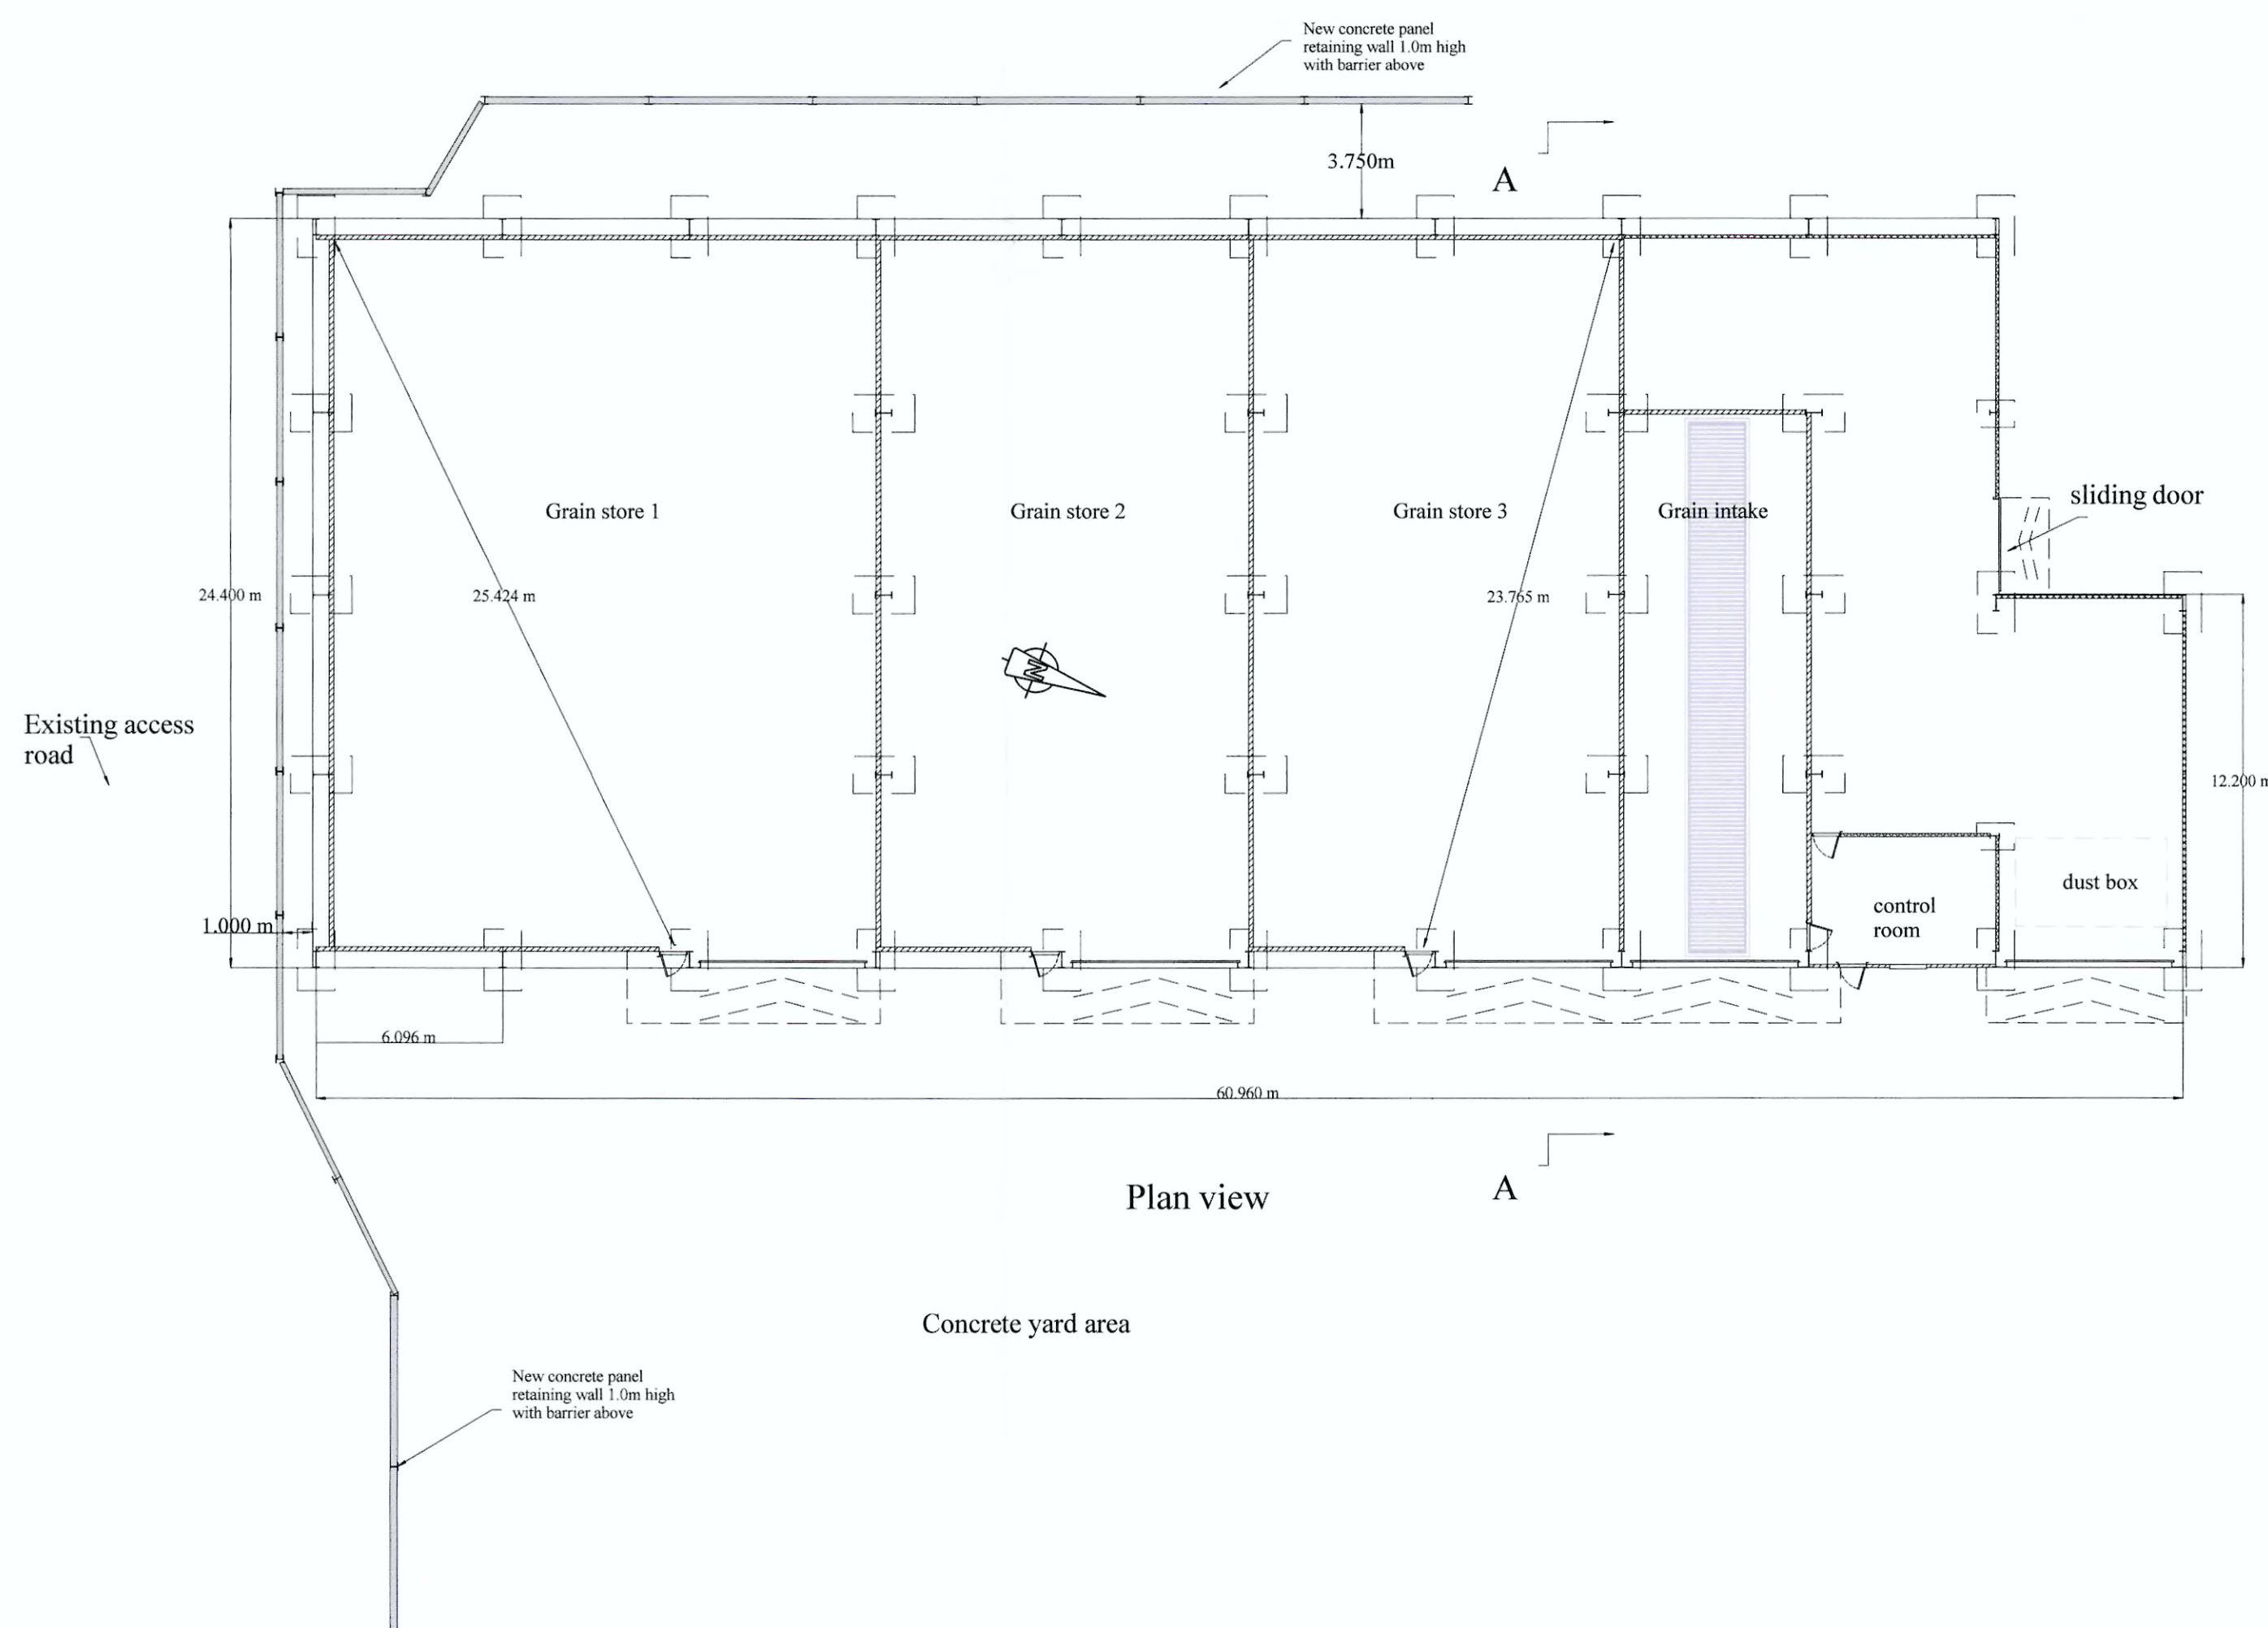 New concrete panel
retaining wall 1.0m high
with barrier above
3.750m
A
sliding door
Grain store 1
Grain store 2
Grain store 3
Grain intake
24.400 m
25.424 m
23.765 m
N
Existing access
road
12.200 m
dust box
control
room
1.000 m
6.096 m
60.960 m
A
Plan view
Concrete yard area
New concrete panel
retaining wall 1.0m high
with barrier above